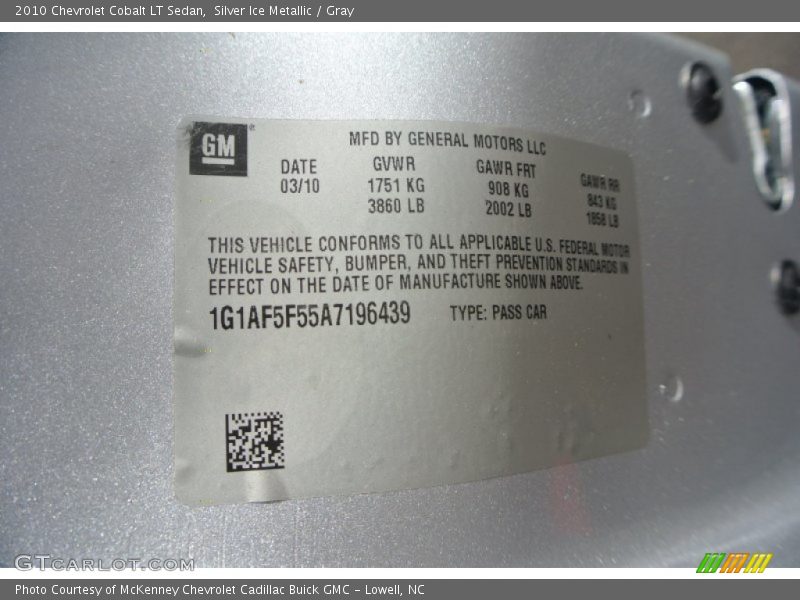 2010 Chevrolet Cobalt LT Sedan,  Silver Ice Metallic / Gray
GM®
MFD BY GENERAL MOTORS LLC
DATE GVWR GAWR FRT GAWR RR
03/10 1751 KG 908 KG 843 KG
3860 LB 2002 LB 1858 LB
THIS VEHICLE CONFORMS TO ALL APPLICABLE U.S. FEDERAL MOTOR
VEHICLE SAFETY, BUMPER, AND THEFT PREVENTION STANDARDS IN
EFFECT ON THE DATE OF MANUFACTURE SHOWN ABOVE.
1G1AF5F55A7196439 TYPE: PASS CAR
GTCARLOT.COM
Photo Courtesy of McKenney Chevrolet Cadillac Buick GMC - Lowell, NC